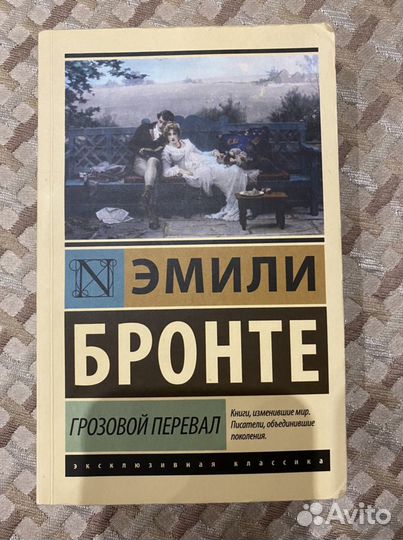 N ЭМИЛИ
БРОНТЕ
ГРОЗОВОЙ ПЕРЕВАЛ
Книги, изменившие мир.
Писатели, объединившие
поколения.
эксклюзивная классика
Avito